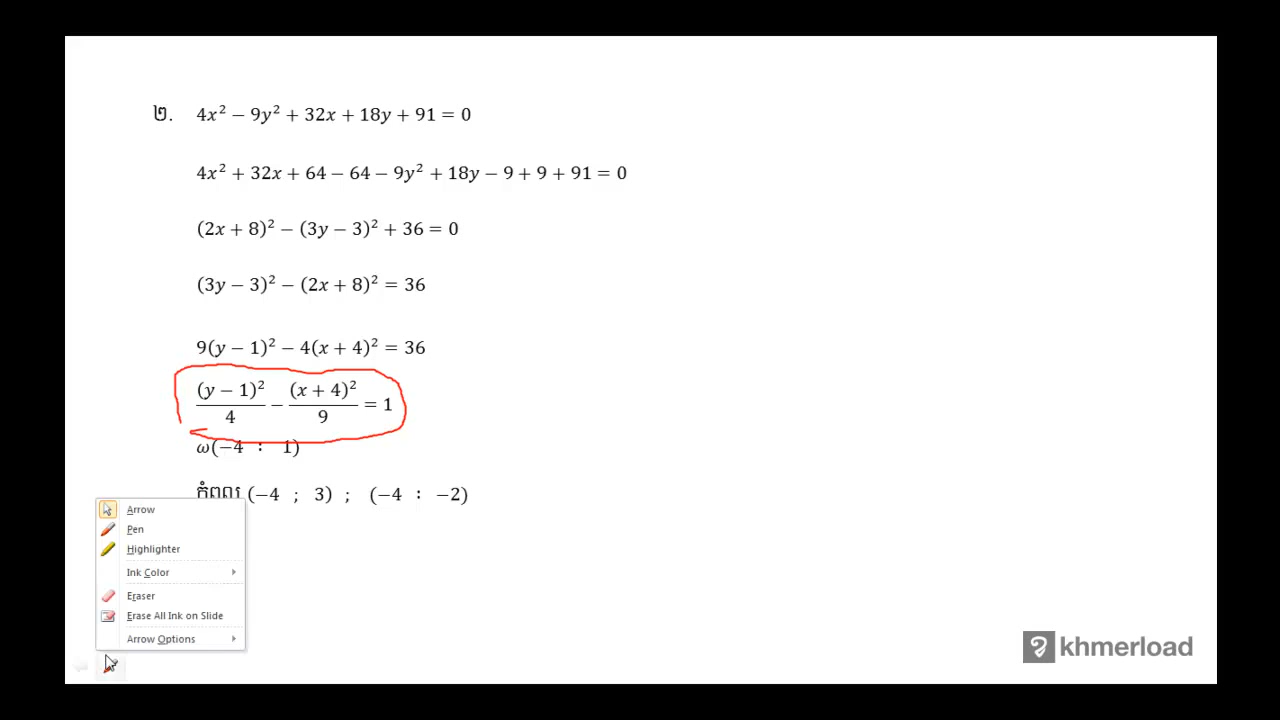 ២. 4x² − 9y² + 32x + 18y + 91 = 0
4x² + 32x + 64 − 64 − 9y² + 18y − 9 + 9 + 91 = 0
(2x + 8)² − (3y − 3)² + 36 = 0
(3y − 3)² − (2x + 8)² = 36
9(y − 1)² − 4(x + 4)² = 36
(y − 1)²/4 − (x + 4)²/9 = 1
ω(−4 : 1)
កំពូល (−4 ; 3) ; (−4 : −2)
Arrow
Pen
Highlighter
Ink Color
Eraser
Erase All Ink on Slide
Arrow Options
khmerload